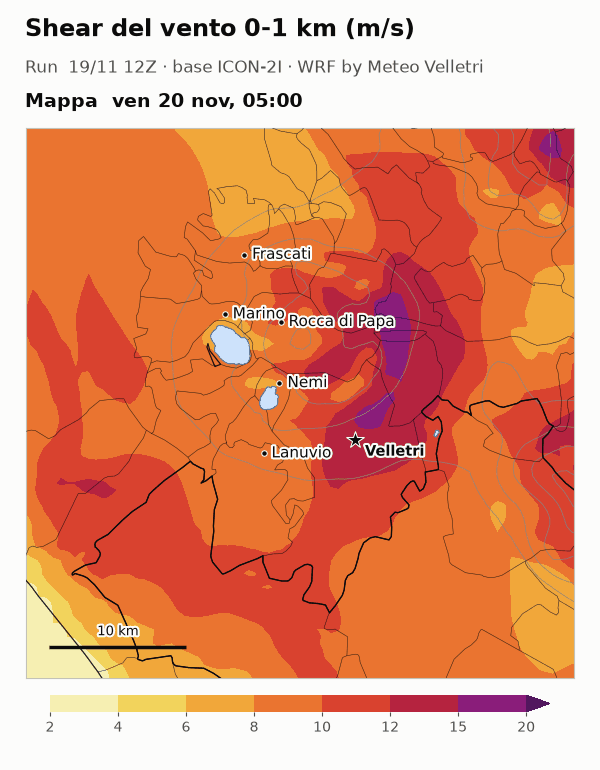 Shear del vento 0-1 km (m/s)
Run  19/11 12Z · base ICON-2I · WRF by Meteo Velletri
Mappa  ven 20 nov, 05:00
Frascati
Marino
Rocca di Papa
Nemi
Velletri
Lanuvio
10 km
2 4 6 8 10 12 15 20